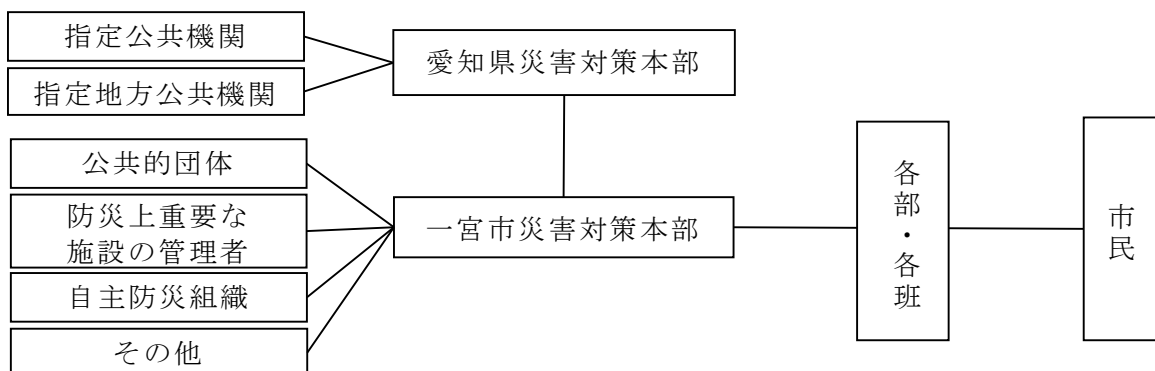 指定公共機関
指定地方公共機関
愛知県災害対策本部
公共的団体
防災上重要な
施設の管理者
自主防災組織
その他
一宮市災害対策本部
各部・各班
市民